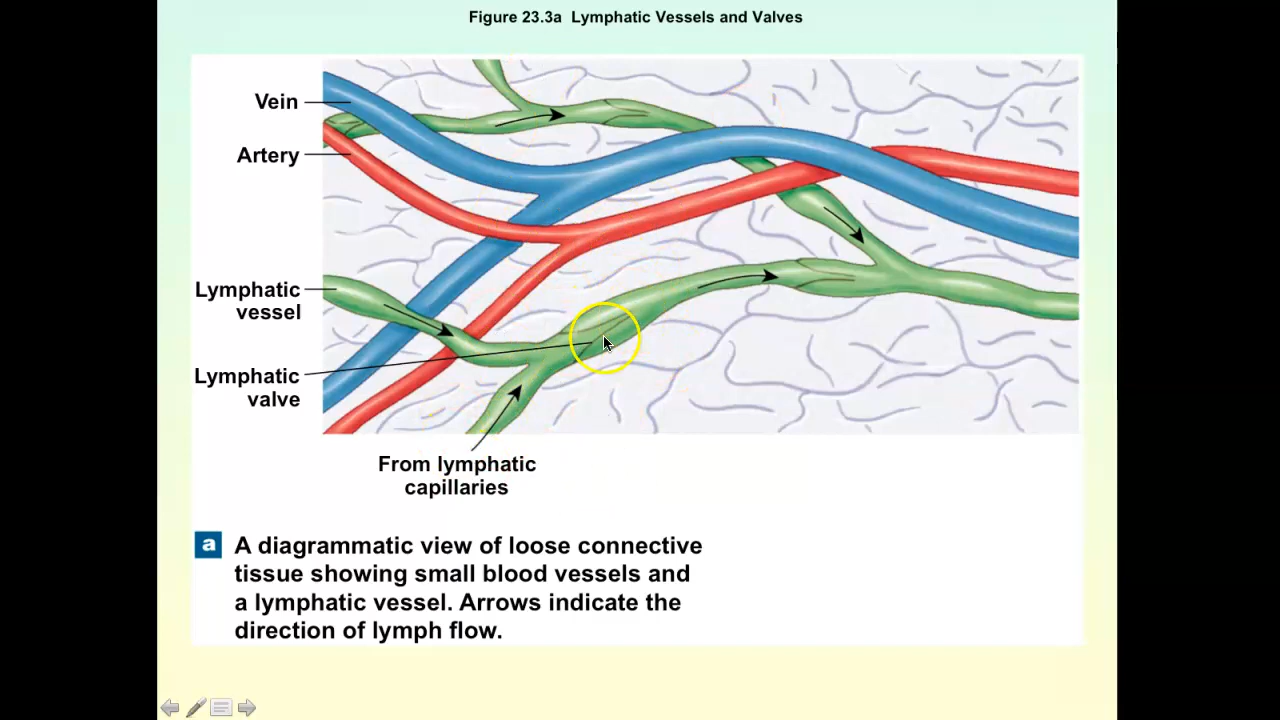 Figure 23.3a Lymphatic Vessels and Valves
Vein
Artery
Lymphatic
vessel
Lymphatic
valve
From lymphatic
capillaries
a
A diagrammatic view of loose connective
tissue showing small blood vessels and
a lymphatic vessel. Arrows indicate the
direction of lymph flow.